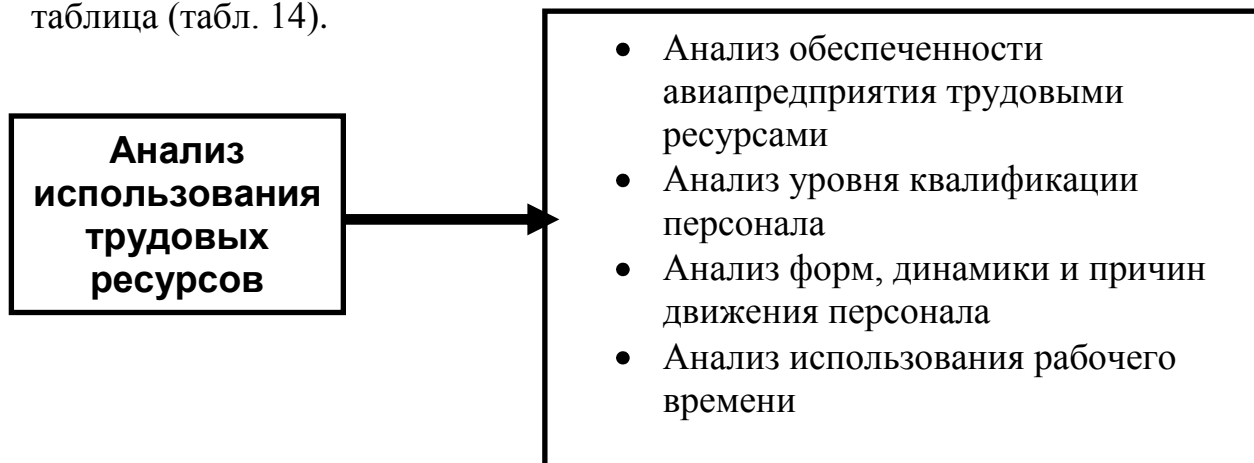 таблица (табл. 14).
Анализ
использования
трудовых
ресурсов
• Анализ обеспеченности
авиапредприятия трудовыми
ресурсами
• Анализ уровня квалификации
персонала
• Анализ форм, динамики и причин
движения персонала
• Анализ использования рабочего
времени